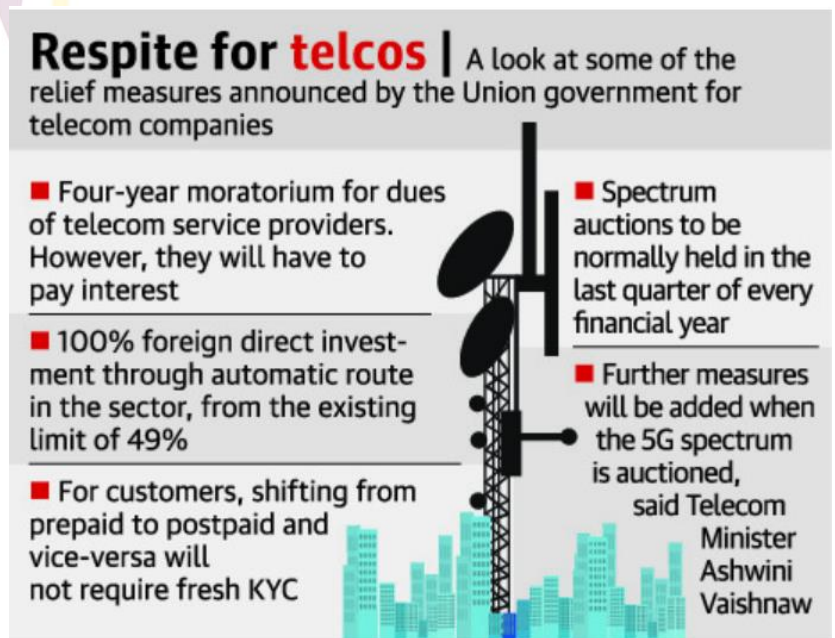 Respite for telcos | A look at some of the
relief measures announced by the Union government for
telecom companies
■ Four-year moratorium for dues
of telecom service providers.
However, they will have to
pay interest
■ 100% foreign direct invest-
ment through automatic route
in the sector, from the existing
limit of 49%
■ For customers, shifting from
prepaid to postpaid and
vice-versa will
not require fresh KYC
■ Spectrum
auctions to be
normally held in the
last quarter of every
financial year
■ Further measures
will be added when
the 5G spectrum
is auctioned,
said Telecom
Minister
Ashwini
Vaishnaw